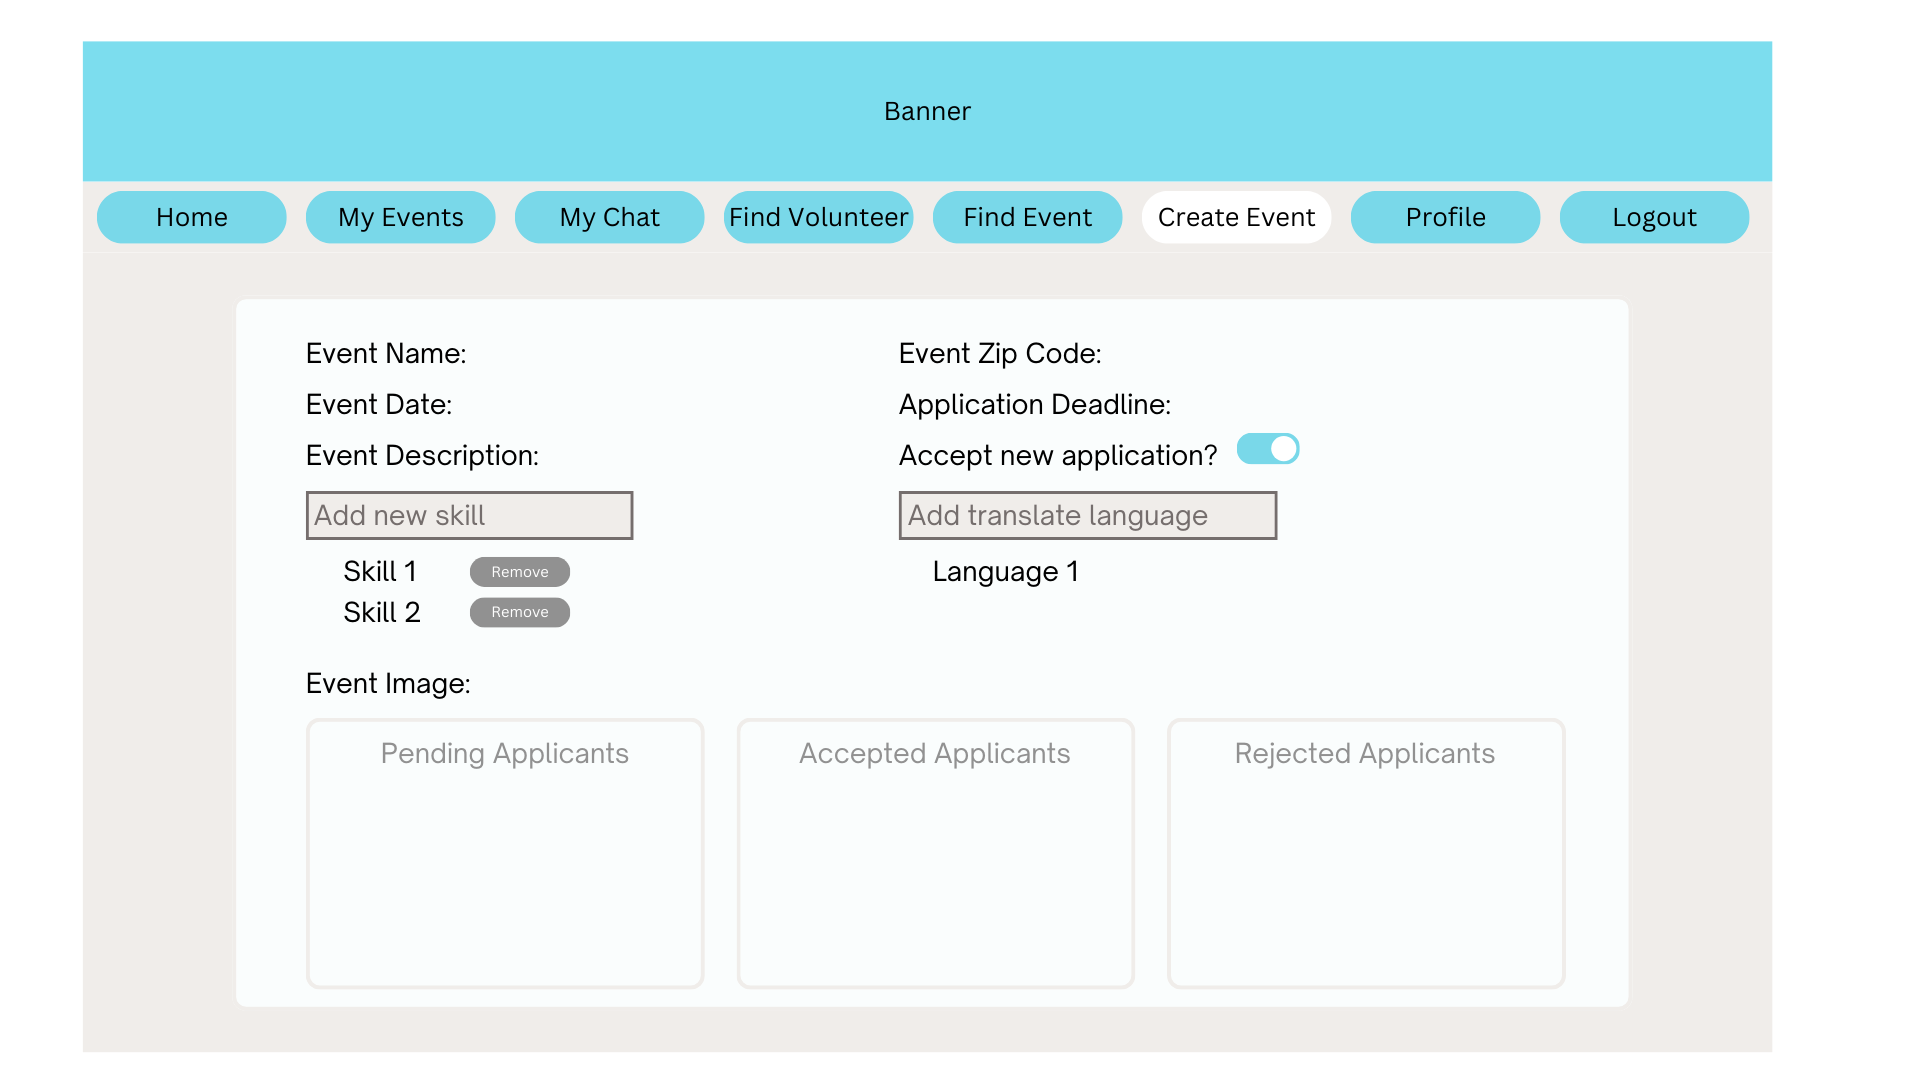 Banner
Home
My Events
My Chat
Find Volunteer
Find Event
Create Event
Profile
Logout
Event Name:
Event Zip Code:
Event Date:
Application Deadline:
Event Description:
Accept new application?
Add new skill
Add translate language
Skill 1
Remove
Language 1
Skill 2
Remove
Event Image:
Pending Applicants
Accepted Applicants
Rejected Applicants